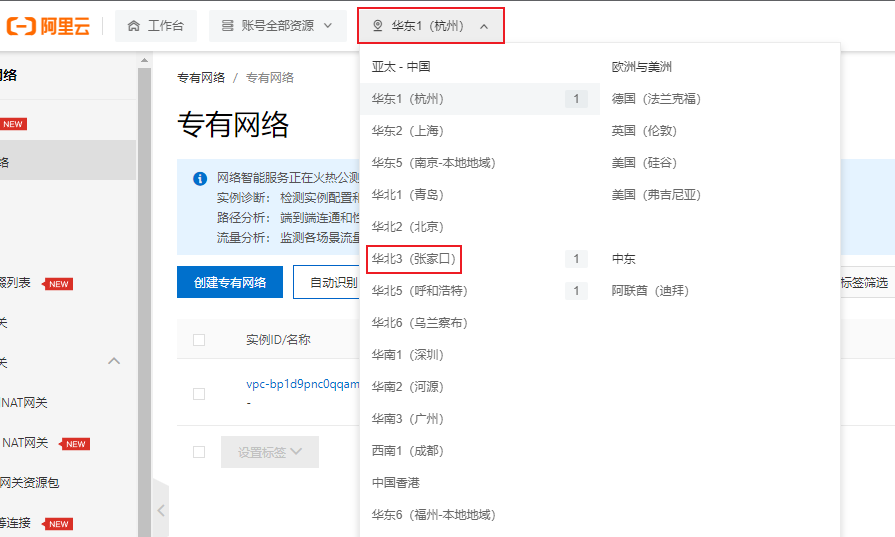 阿里云
工作台
账号全部资源
华东1（杭州）
网络
NEW
络
列表 NEW
关
关
NAT网关
NAT网关 NEW
网关资源包
连接 NEW
专有网络 / 专有网络
专有网络
网络智能服务正在火热公测
实例诊断： 检测实例配置和
路径分析： 端到端连通和性
流量分析： 监测各场景流量
创建专有网络
自动识别
标签筛选
实例ID/名称
vpc-bp1d9pnc0qqam
-
设置标签
亚太 - 中国
华东1（杭州） 1
华东2（上海）
华东5（南京-本地地域）
华北1（青岛）
华北2（北京）
华北3（张家口） 1
华北5（呼和浩特） 1
华北6（乌兰察布）
华南1（深圳）
华南2（河源）
华南3（广州）
西南1（成都）
中国香港
华东6（福州-本地地域）
欧洲与美洲
德国（法兰克福）
英国（伦敦）
美国（硅谷）
美国（弗吉尼亚）
中东
阿联酋（迪拜）